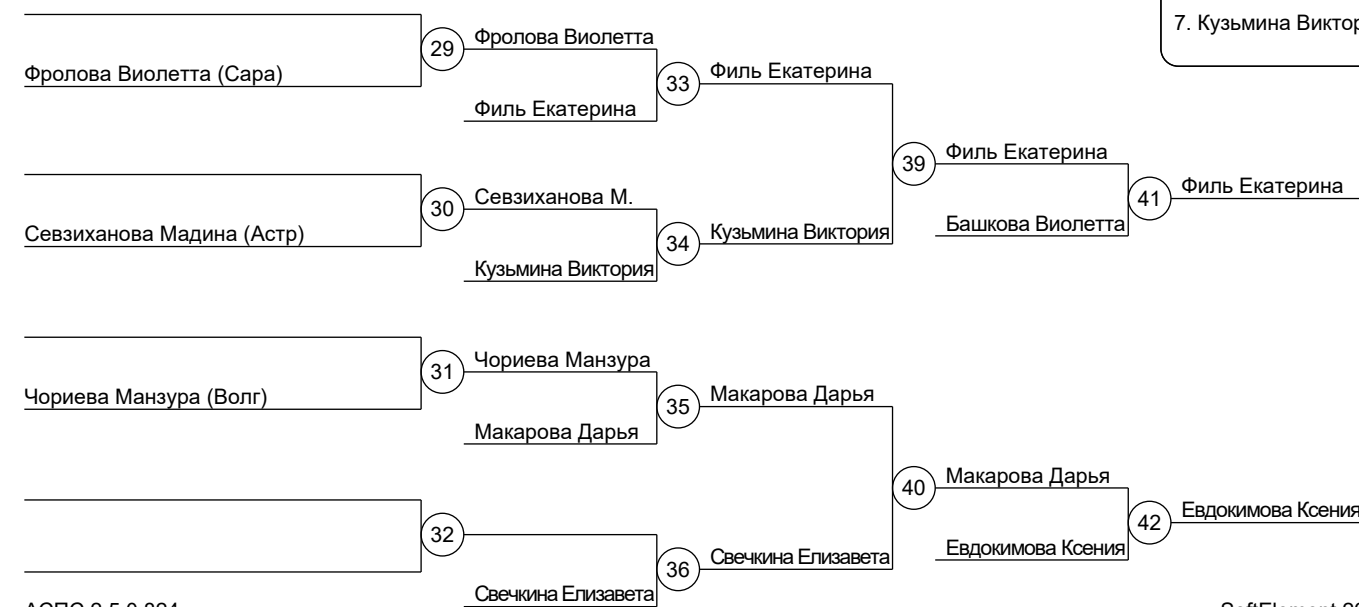 7. Кузьмина Виктор
29
Фролова Виолетта
Фролова Виолетта (Сара)
33
Филь Екатерина
Филь Екатерина
39
Филь Екатерина
41
Филь Екатерина
30
Севзиханова М.
Севзиханова Мадина (Астр)
34
Кузьмина Виктория
Башкова Виолетта
Кузьмина Виктория
31
Чориева Манзура
Чориева Манзура (Волг)
35
Макарова Дарья
Макарова Дарья
40
Макарова Дарья
42
Евдокимова Ксения
32
36
Свечкина Елизавета
Евдокимова Ксения
Свечкина Елизавета